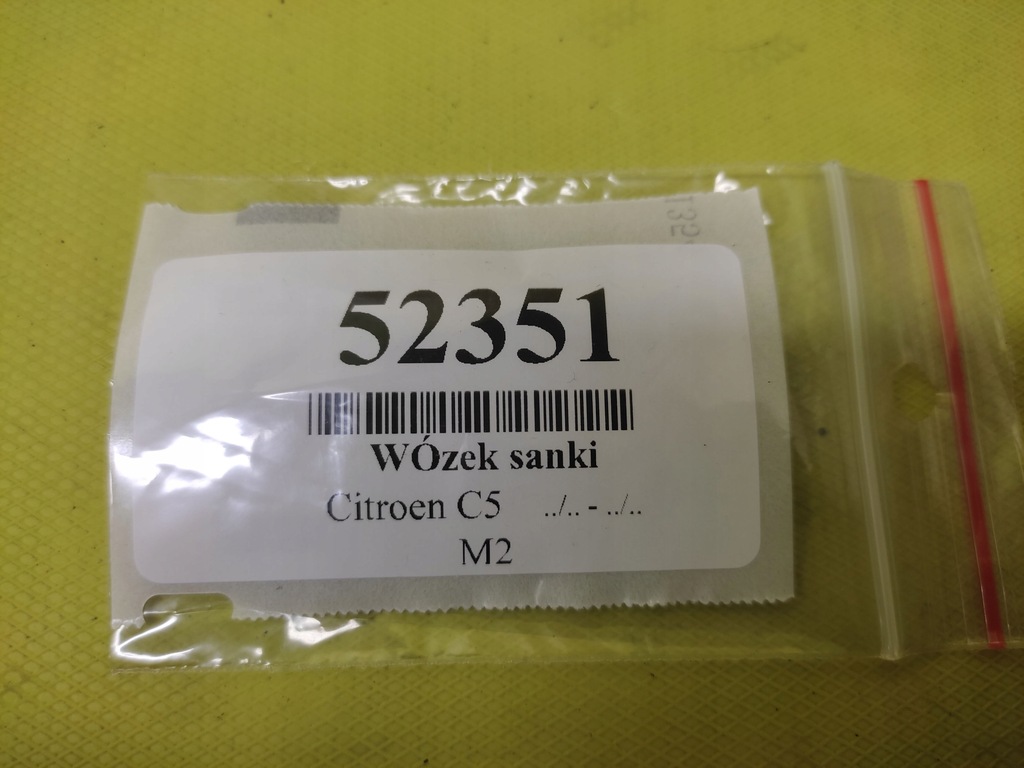 52351
WÓzek sanki
Citroen C5 ../.. - ../..
M2